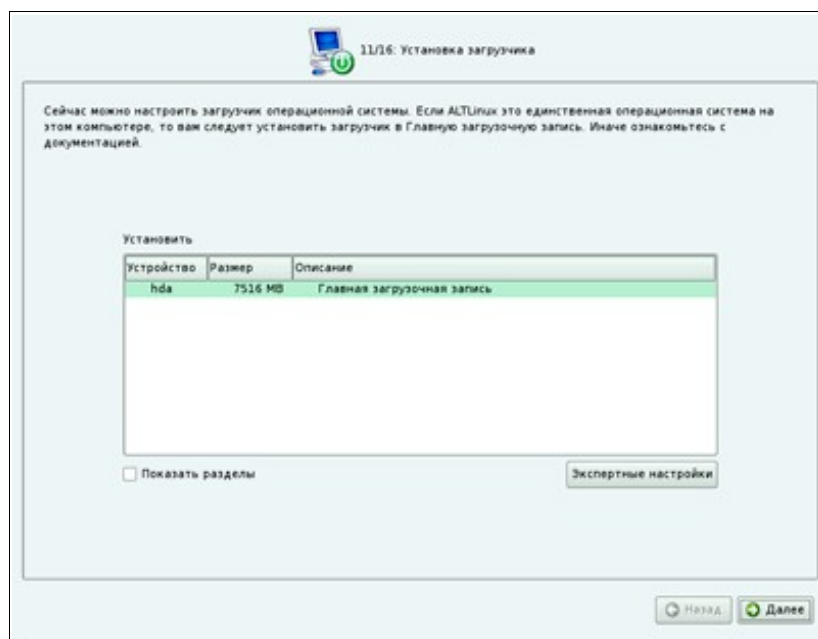 11/16: Установка загрузчика
Сейчас можно настроить загрузчик операционной системы. Если ALTLinux это единственная операционная система на
этом компьютере, то вам следует установить загрузчик в Главную загрузочную запись. Иначе ознакомьтесь с
документацией.
Установить
Устройство Размер Описание
hda 7516 MB Главная загрузочная запись
Показать разделы Экспертные настройки
Назад Далее